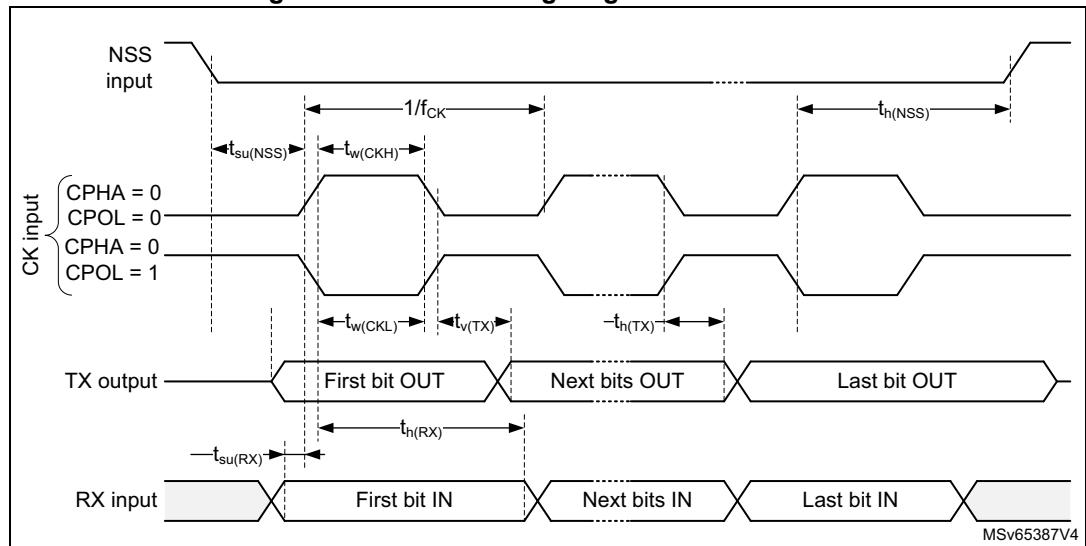 NSS
input
1/fCK
th(NSS)
tsu(NSS)
tw(CKH)
CK input
CPHA = 0
CPOL = 0
CPHA = 0
CPOL = 1
tw(CKL)
tv(TX)
th(TX)
TX output
First bit OUT
Next bits OUT
Last bit OUT
th(RX)
tsu(RX)
RX input
First bit IN
Next bits IN
Last bit IN
MSv65387V4